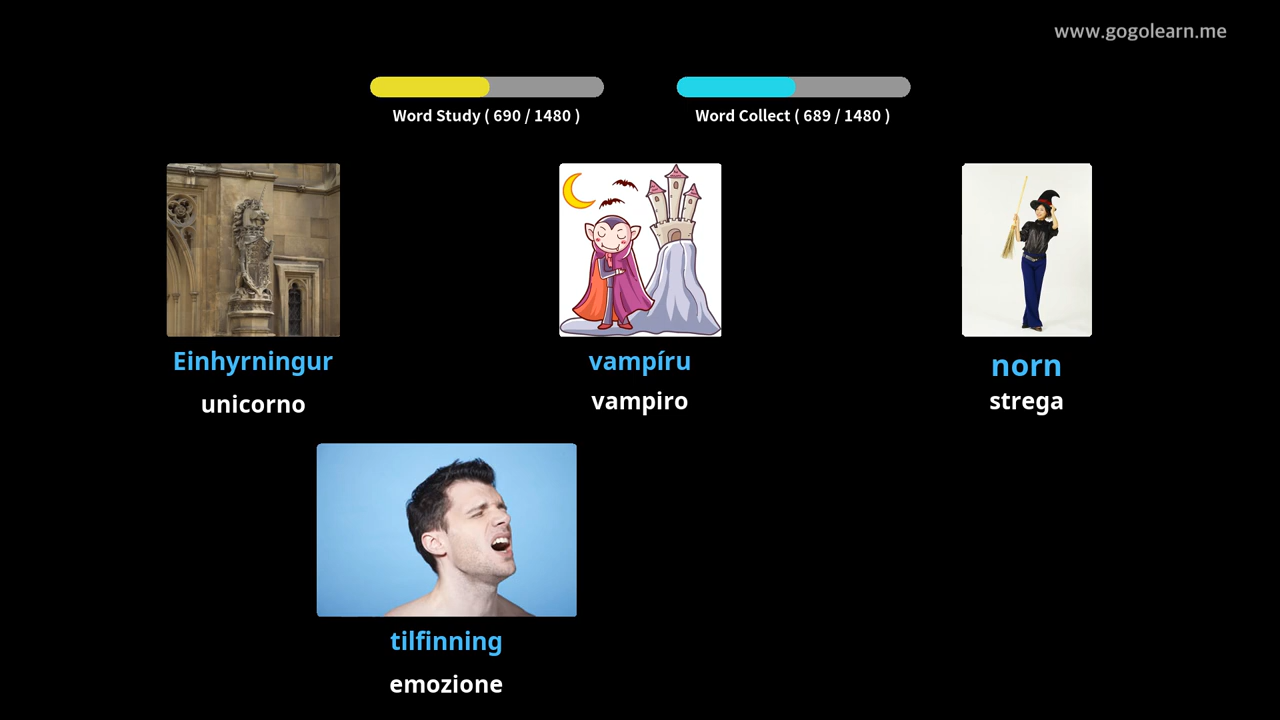 www.gogolearn.me
Word Study ( 690 / 1480 )
Word Collect ( 689 / 1480 )
Einhyrningur
unicorno
vampíru
vampiro
norn
strega
tilfinning
emozione